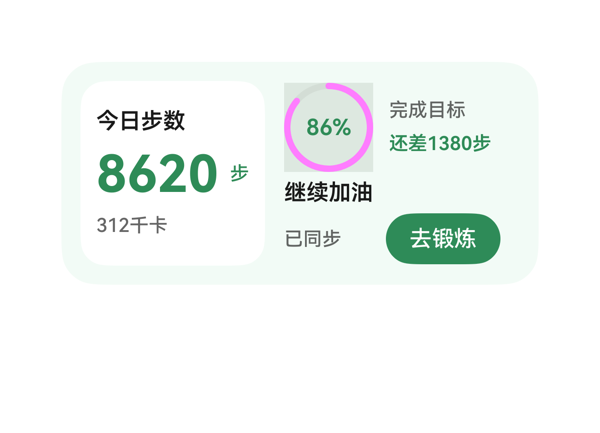 今日步数
8620 步
312千卡
86%
完成目标
还差1380步
继续加油
已同步
去锻炼